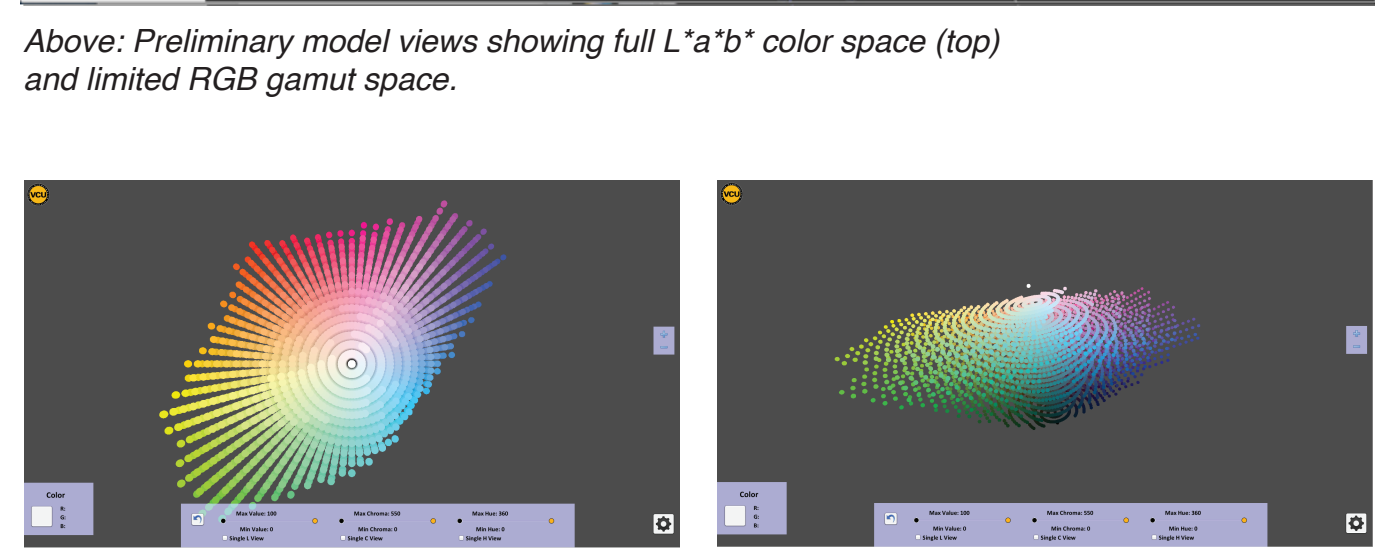 Above: Preliminary model views showing full L*a*b* color space (top)
and limited RGB gamut space.
VCU
Color
R:
G:
B:
Max Value: 100
Max Chroma: 550
Max Hue: 360
Min Value: 0
Min Chroma: 0
Min Hue: 0
Single L View
Single C View
Single H View
VCU
Color
R:
G:
B:
Max Value: 100
Max Chroma: 550
Max Hue: 360
Min Value: 0
Min Chroma: 0
Min Hue: 0
Single L View
Single C View
Single H View